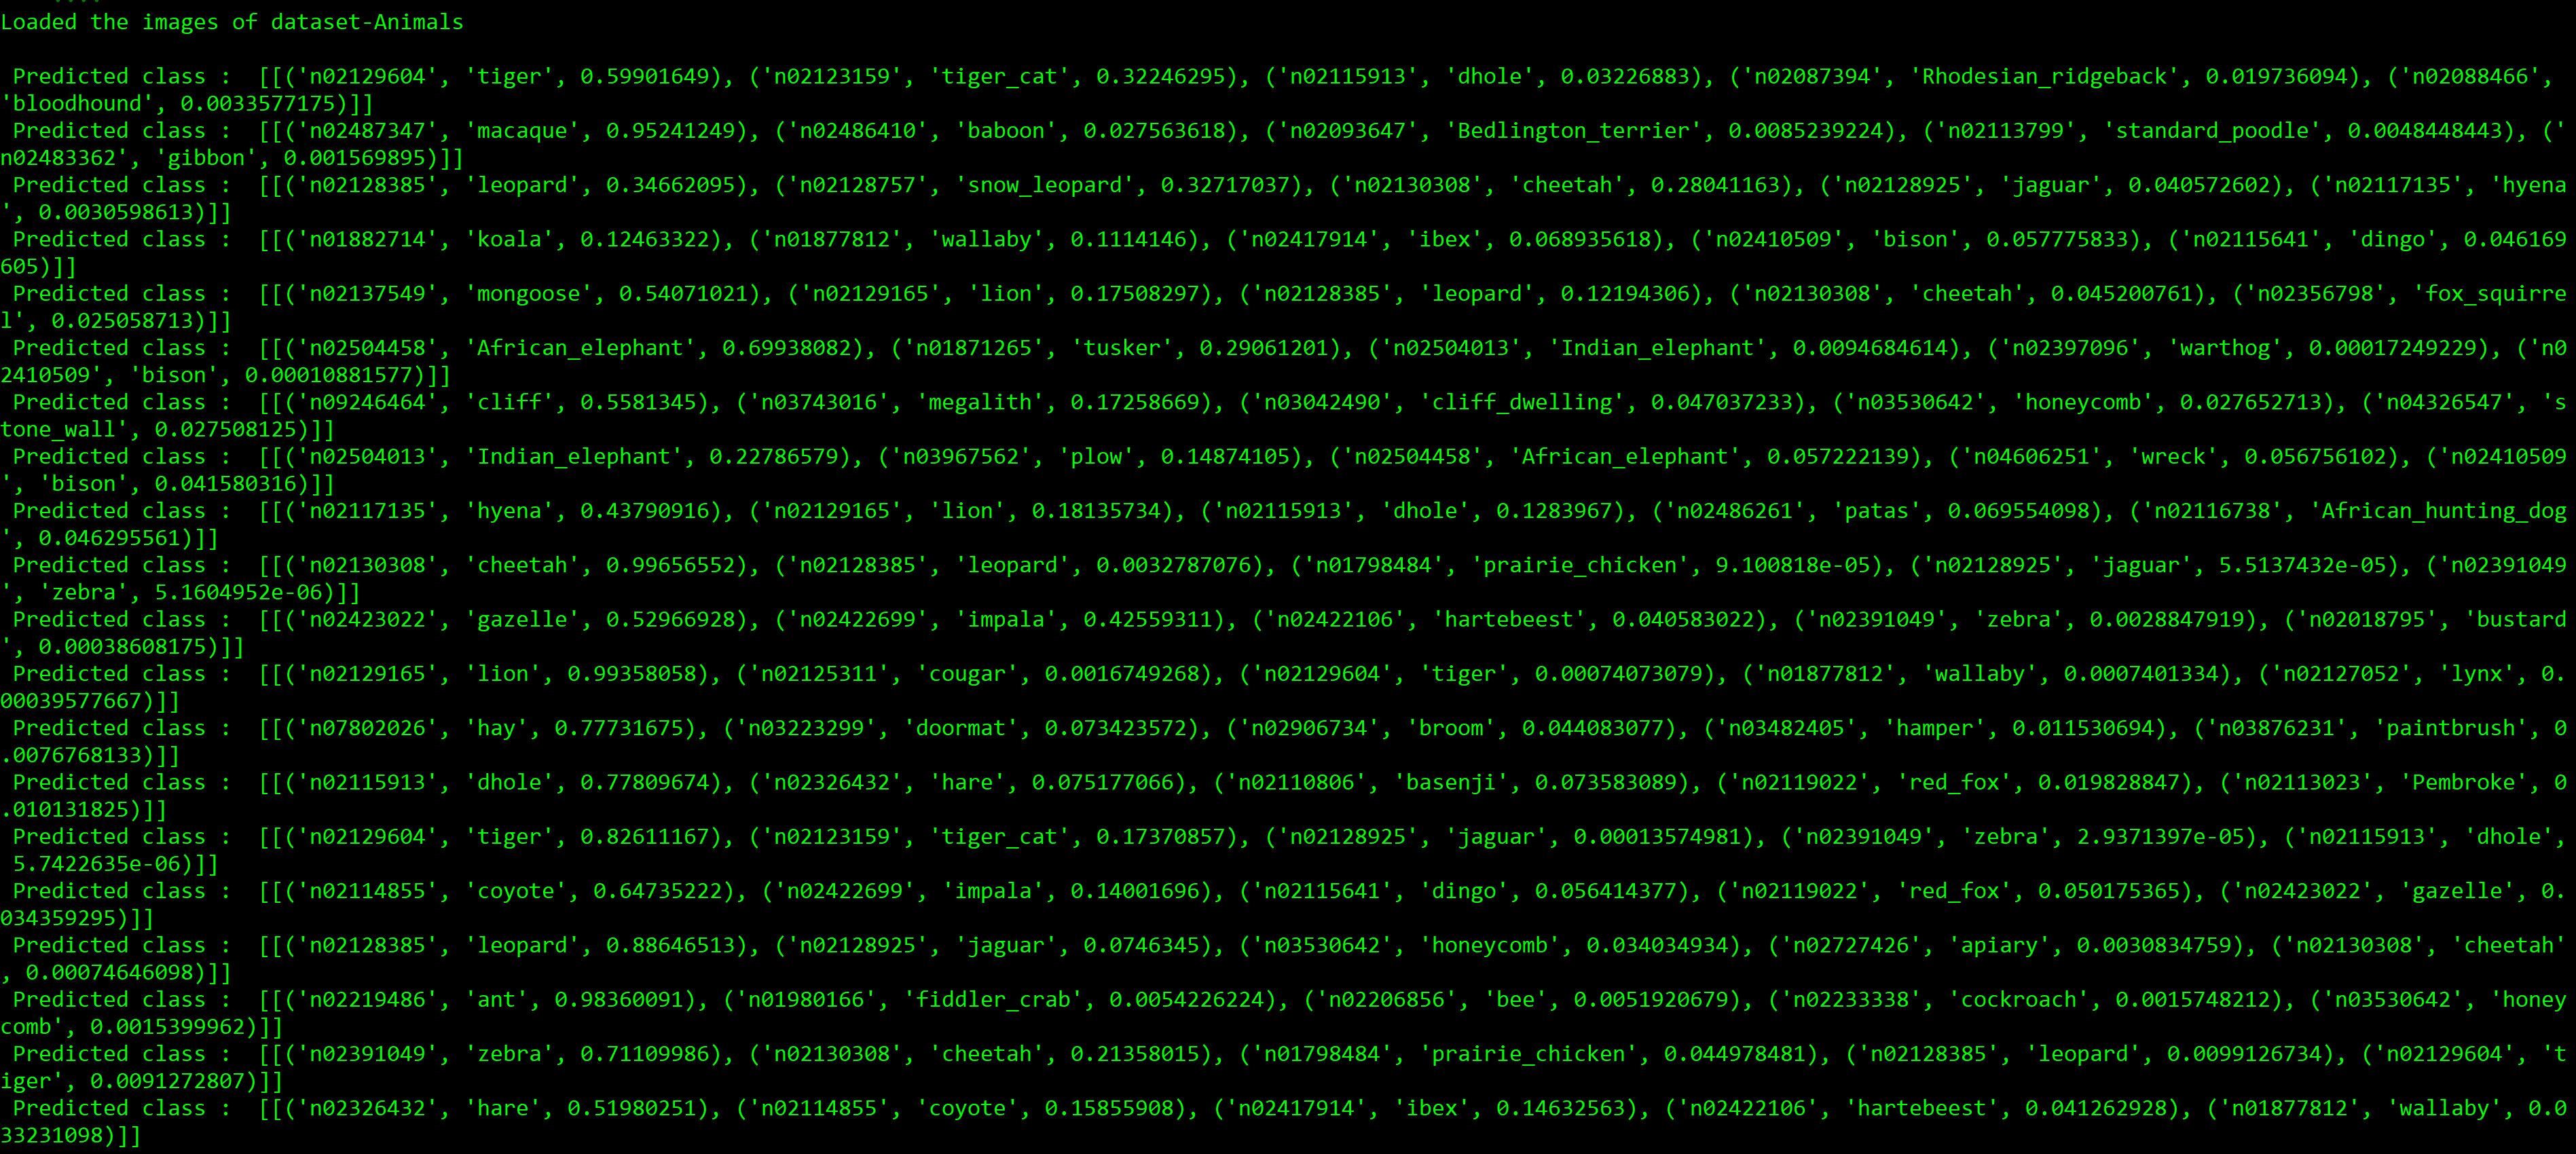 Loaded the images of dataset-Animals
Predicted class :  [[('n02129604', 'tiger', 0.59901649), ('n02123159', 'tiger_cat', 0.32246295), ('n02115913', 'dhole', 0.03226883), ('n02087394', 'Rhodesian_ridgeback', 0.019736094), ('n02088466',
'bloodhound', 0.0033577175)]]
Predicted class :  [[('n02487347', 'macaque', 0.95241249), ('n02486410', 'baboon', 0.027563618), ('n02093647', 'Bedlington_terrier', 0.0085239224), ('n02113799', 'standard_poodle', 0.0048448443), ('
n02483362', 'gibbon', 0.001569895)]]
Predicted class :  [[('n02128385', 'leopard', 0.34662095), ('n02128757', 'snow_leopard', 0.32717037), ('n02130308', 'cheetah', 0.28041163), ('n02128925', 'jaguar', 0.040572602), ('n02117135', 'hyena
', 0.0030598613)]]
Predicted class :  [[('n01882714', 'koala', 0.12463322), ('n01877812', 'wallaby', 0.1114146), ('n02417914', 'ibex', 0.068935618), ('n02410509', 'bison', 0.057775833), ('n02115641', 'dingo', 0.046169
605)]]
Predicted class :  [[('n02137549', 'mongoose', 0.54071021), ('n02129165', 'lion', 0.17508297), ('n02128385', 'leopard', 0.12194306), ('n02130308', 'cheetah', 0.045200761), ('n02356798', 'fox_squirre
l', 0.025058713)]]
Predicted class :  [[('n02504458', 'African_elephant', 0.69938082), ('n01871265', 'tusker', 0.29061201), ('n02504013', 'Indian_elephant', 0.0094684614), ('n02397096', 'warthog', 0.00017249229), ('n0
2410509', 'bison', 0.00010881577)]]
Predicted class :  [[('n09246464', 'cliff', 0.5581345), ('n03743016', 'megalith', 0.17258669), ('n03042490', 'cliff_dwelling', 0.047037233), ('n03530642', 'honeycomb', 0.027652713), ('n04326547', 's
tone_wall', 0.027508125)]]
Predicted class :  [[('n02504013', 'Indian_elephant', 0.22786579), ('n03967562', 'plow', 0.14874105), ('n02504458', 'African_elephant', 0.057222139), ('n04606251', 'wreck', 0.056756102), ('n02410509
', 'bison', 0.041580316)]]
Predicted class :  [[('n02117135', 'hyena', 0.43790916), ('n02129165', 'lion', 0.18135734), ('n02115913', 'dhole', 0.1283967), ('n02486261', 'patas', 0.069554098), ('n02116738', 'African_hunting_dog
', 0.046295561)]]
Predicted class :  [[('n02130308', 'cheetah', 0.99656552), ('n02128385', 'leopard', 0.0032787076), ('n01798484', 'prairie_chicken', 9.100818e-05), ('n02128925', 'jaguar', 5.5137432e-05), ('n02391049
', 'zebra', 5.1604952e-06)]]
Predicted class :  [[('n02423022', 'gazelle', 0.52966928), ('n02422699', 'impala', 0.42559311), ('n02422106', 'hartebeest', 0.040583022), ('n02391049', 'zebra', 0.0028847919), ('n02018795', 'bustard
', 0.00038608175)]]
Predicted class :  [[('n02129165', 'lion', 0.99358058), ('n02125311', 'cougar', 0.0016749268), ('n02129604', 'tiger', 0.00074073079), ('n01877812', 'wallaby', 0.0007401334), ('n02127052', 'lynx', 0.
00039577667)]]
Predicted class :  [[('n07802026', 'hay', 0.77731675), ('n03223299', 'doormat', 0.073423572), ('n02906734', 'broom', 0.044083077), ('n03482405', 'hamper', 0.011530694), ('n03876231', 'paintbrush', 0
.0076768133)]]
Predicted class :  [[('n02115913', 'dhole', 0.77809674), ('n02326432', 'hare', 0.075177066), ('n02110806', 'basenji', 0.073583089), ('n02119022', 'red_fox', 0.019828847), ('n02113023', 'Pembroke', 0
.010131825)]]
Predicted class :  [[('n02129604', 'tiger', 0.82611167), ('n02123159', 'tiger_cat', 0.17370857), ('n02128925', 'jaguar', 0.00013574981), ('n02391049', 'zebra', 2.9371397e-05), ('n02115913', 'dhole',
5.7422635e-06)]]
Predicted class :  [[('n02114855', 'coyote', 0.64735222), ('n02422699', 'impala', 0.14001696), ('n02115641', 'dingo', 0.056414377), ('n02119022', 'red_fox', 0.050175365), ('n02423022', 'gazelle', 0.
034359295)]]
Predicted class :  [[('n02128385', 'leopard', 0.88646513), ('n02128925', 'jaguar', 0.0746345), ('n03530642', 'honeycomb', 0.034034934), ('n02727426', 'apiary', 0.0030834759), ('n02130308', 'cheetah'
, 0.00074646098)]]
Predicted class :  [[('n02219486', 'ant', 0.98360091), ('n01980166', 'fiddler_crab', 0.0054226224), ('n02206856', 'bee', 0.0051920679), ('n02233338', 'cockroach', 0.0015748212), ('n03530642', 'honey
comb', 0.0015399962)]]
Predicted class :  [[('n02391049', 'zebra', 0.71109986), ('n02130308', 'cheetah', 0.21358015), ('n01798484', 'prairie_chicken', 0.044978481), ('n02128385', 'leopard', 0.0099126734), ('n02129604', 't
iger', 0.0091272807)]]
Predicted class :  [[('n02326432', 'hare', 0.51980251), ('n02114855', 'coyote', 0.15855908), ('n02417914', 'ibex', 0.14632563), ('n02422106', 'hartebeest', 0.041262928), ('n01877812', 'wallaby', 0.0
33231098)]]